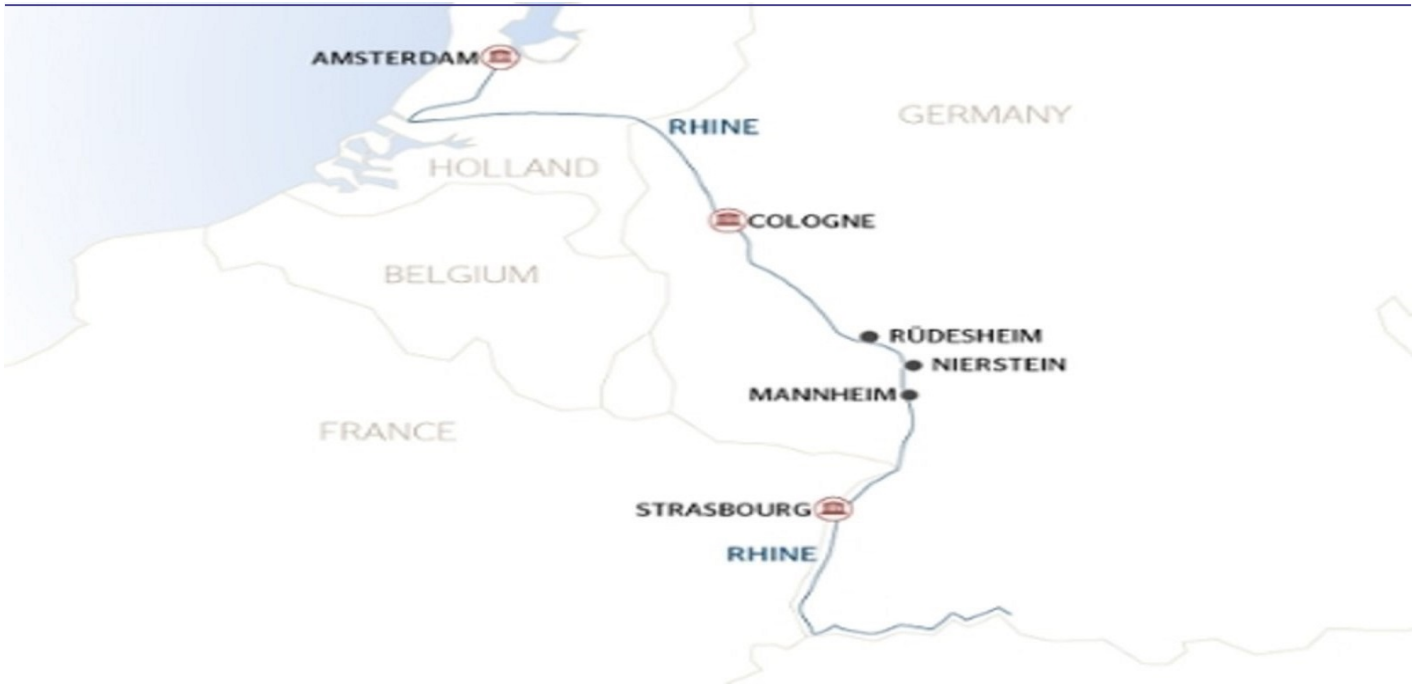 AMSTERDAM
GERMANY
RHINE
HOLLAND
COLOGNE
BELGIUM
RÜDESHEIM
NIERSTEIN
MANNHEIM
FRANCE
STRASBOURG
RHINE